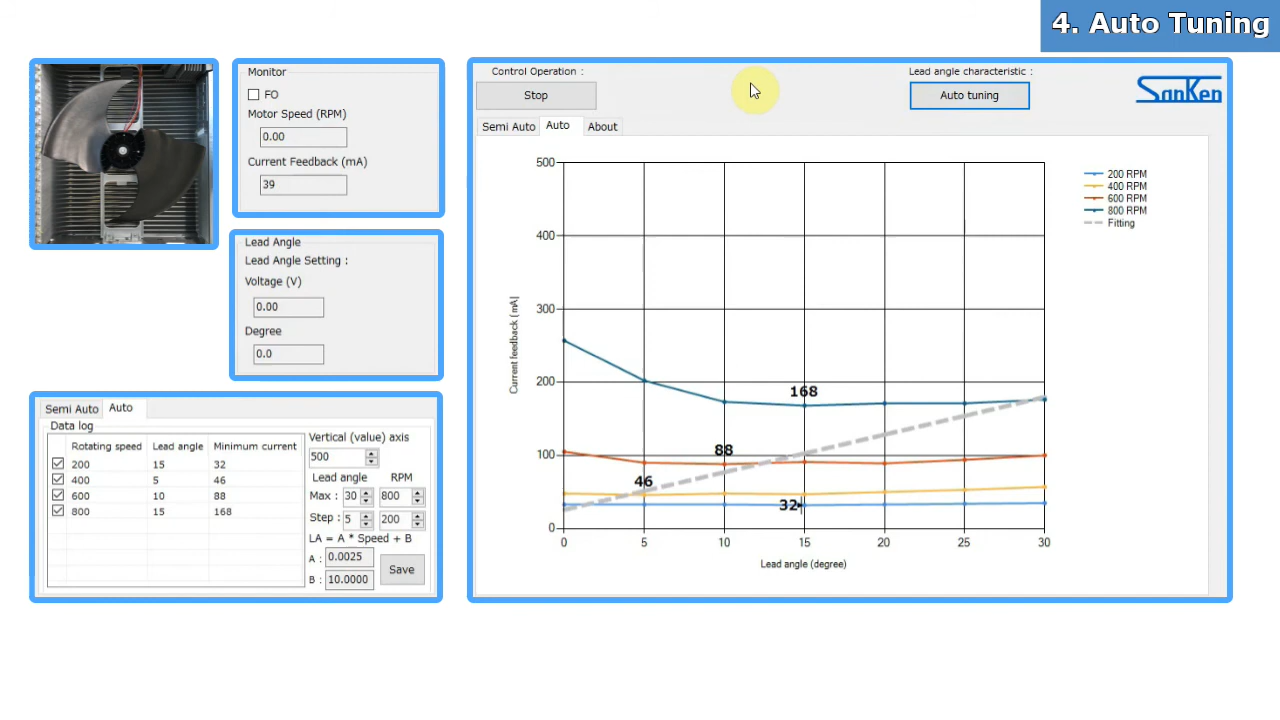 4. Auto Tuning
Monitor
FO
Motor Speed (RPM)
0.00
Current Feedback (mA)
39
Lead Angle
Lead Angle Setting :
Voltage (V)
0.00
Degree
0.0
Semi Auto Auto
Data log
Rotating speed Lead angle Minimum current
200 15 32
400 5 46
600 10 88
800 15 168
Vertical (value) axis
500
Lead angle RPM
Max : 30 800
Step : 5 200
LA = A * Speed + B
A : 0.0025
B : 10.0000
Save
Control Operation :
Stop
Lead angle characteristic :
Auto tuning
SanKen
Semi Auto Auto About
500
400
300
200
100
0
Current feedback [mA]
168
88
46
32
0 5 10 15 20 25 30
Lead angle (degree)
200 RPM
400 RPM
600 RPM
800 RPM
Fitting